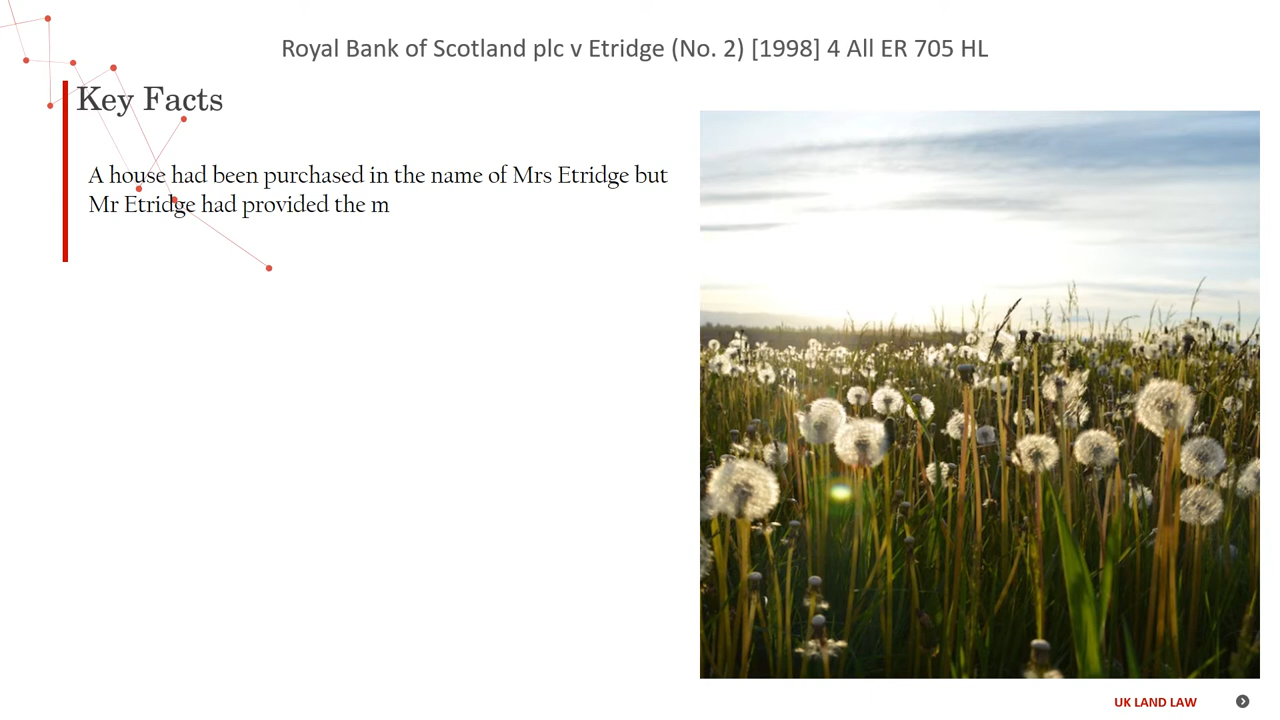 Royal Bank of Scotland plc v Etridge (No. 2) [1998] 4 All ER 705 HL
Key Facts
A house had been purchased in the name of Mrs Etridge but
Mr Etridge had provided the m
UK LAND LAW